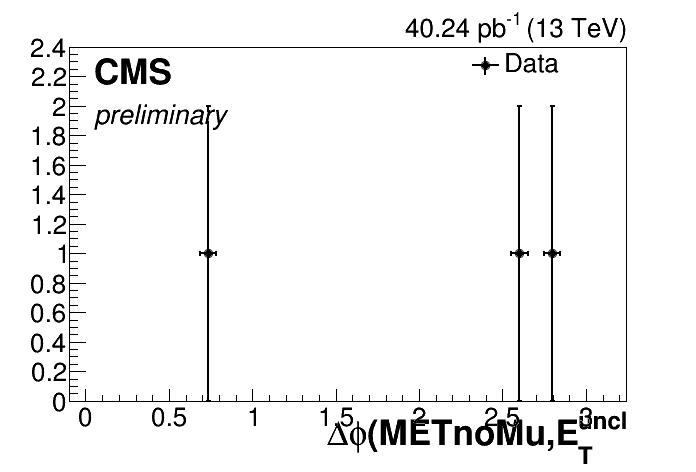 40.24 pb-1 (13 TeV)
CMS
Data
preliminary
2.4
2.2
2
1.8
1.6
1.4
1.2
1
0.8
0.6
0.4
0.2
0
0 0.5 1 1.5 2 2.5 3
Δϕ(METnoMu,E_T^uncl